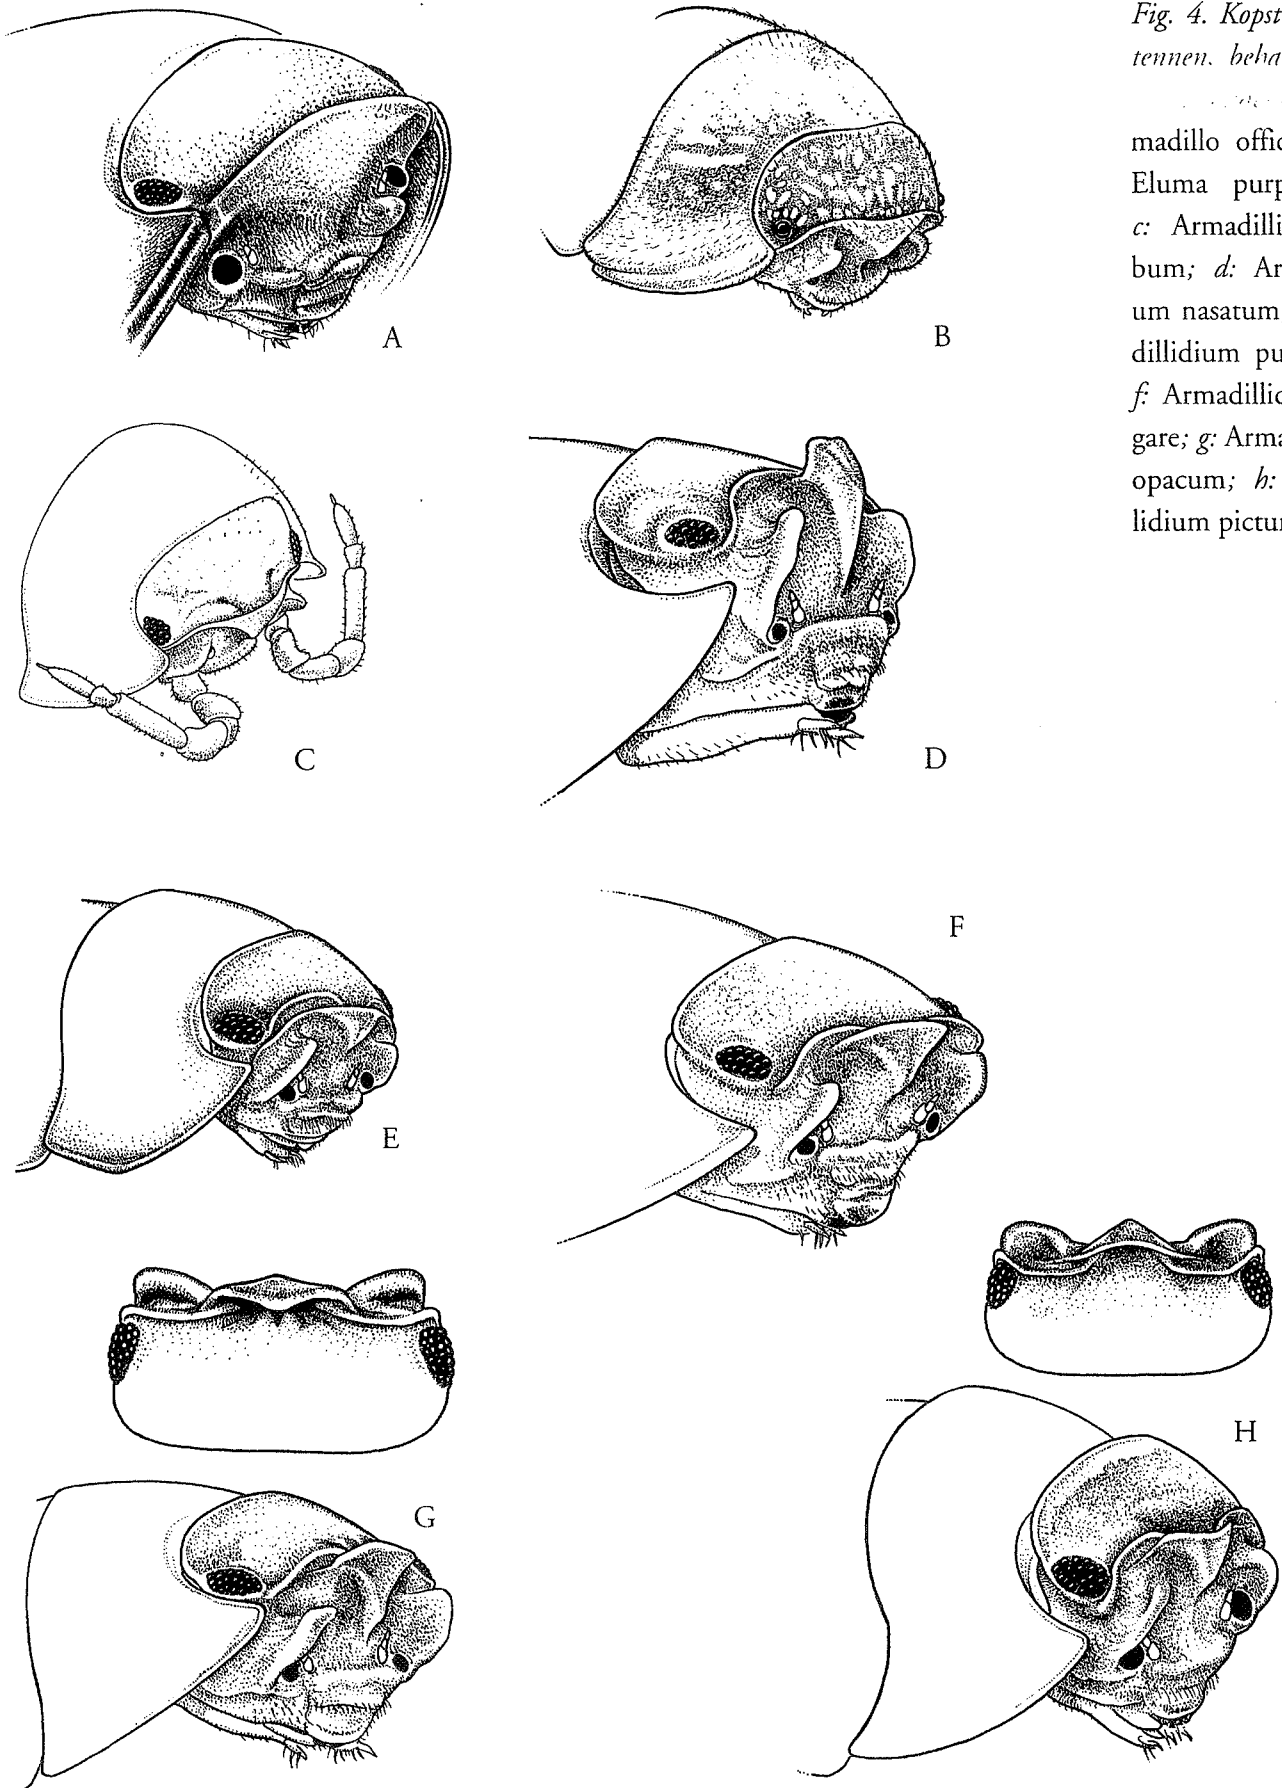 Fig. 4. Kopst
tennen, beha
madillo offic
Eluma purp
c: Armadilli
bum; d: Ar
um nasatum
dillidium pu
f: Armadillic
gare; g: Arma
opacum; h:
lidium pictur
A
B
C
D
E
F
G
H